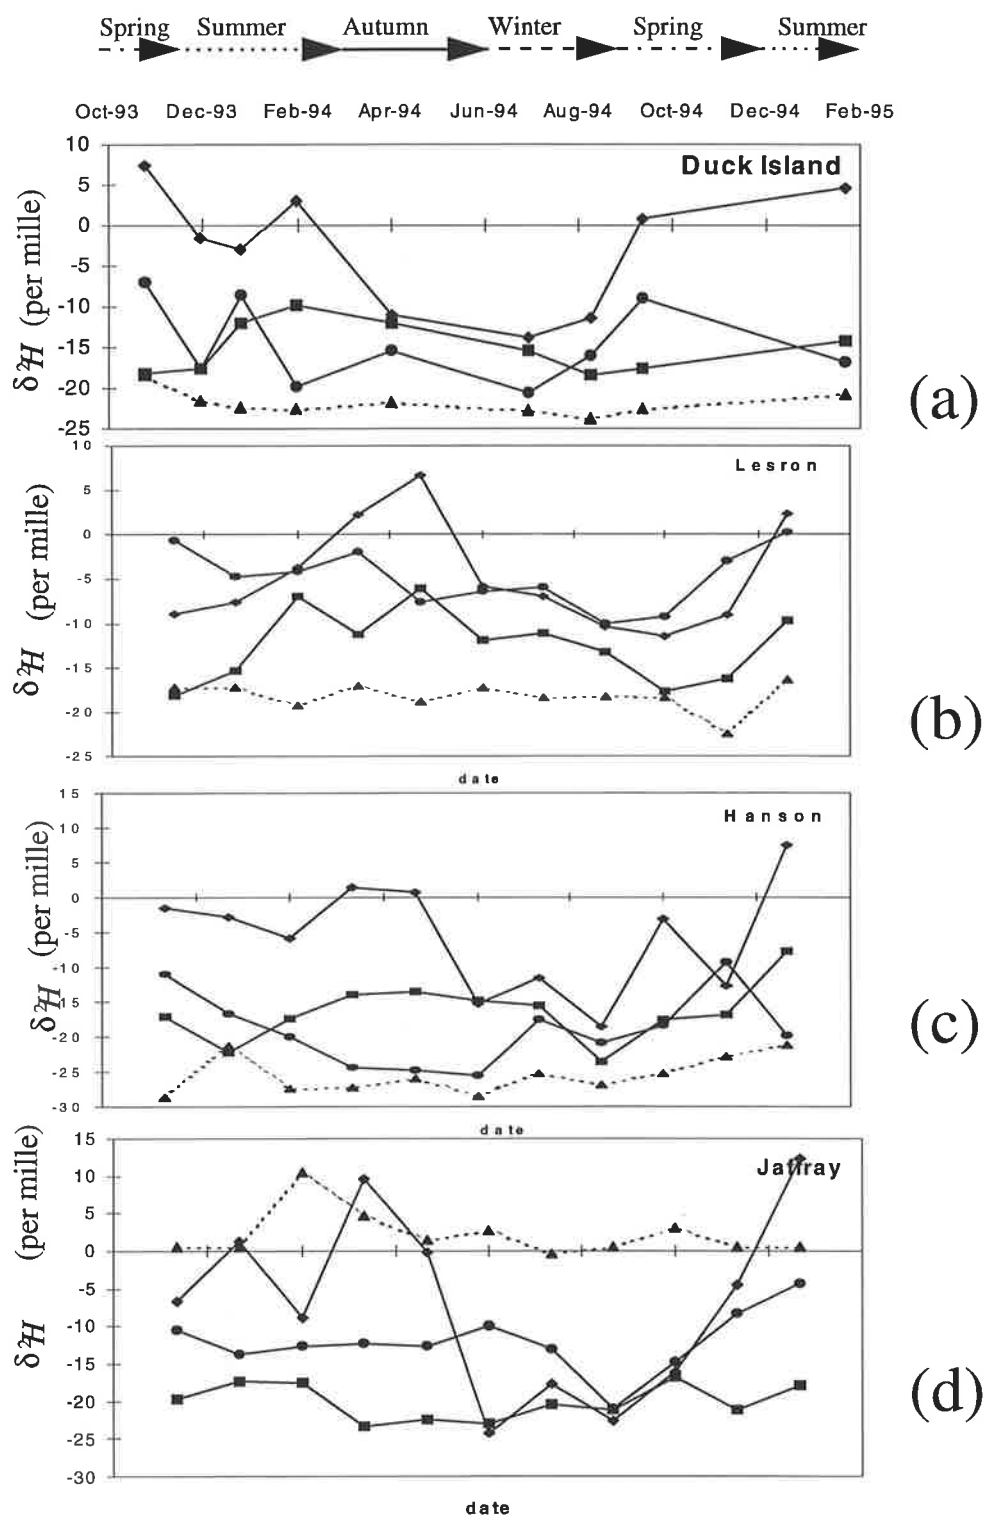 Spring Summer Autumn Winter Spring Summer
Oct-93 Dec-93 Feb-94 Apr-94 Jun-94 Aug-94 Oct-94 Dec-94 Feb-95
Duck Island
10
5
0
-5
-10
-15
-20
-25
δ²H (per mille)
(a)
Lesron
10
5
0
-5
-10
-15
-20
-25
δ²H (per mille)
(b)
date
Hanson
15
10
5
0
-5
-10
-15
-20
-25
-30
δ²H (per mille)
(c)
date
Jaffray
15
10
5
0
-5
-10
-15
-20
-25
-30
δ²H (per mille)
(d)
date